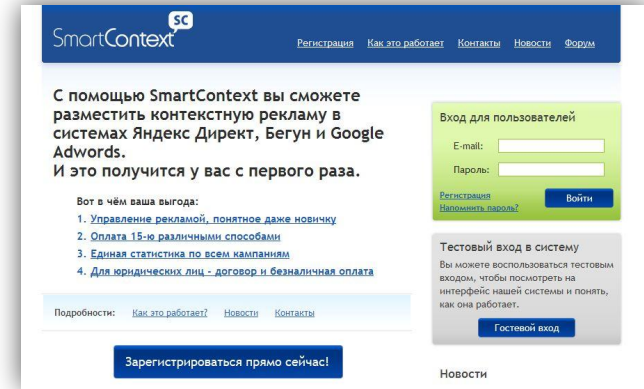 SmartContext SC
Регистрация Как это работает Контакты Новости Форум
С помощью SmartContext вы сможете
разместить контекстную рекламу в
системах Яндекс Директ, Бегун и Google
Adwords.
И это получится у вас с первого раза.
Вот в чём ваша выгода:
1. Управление рекламой, понятное даже новичку
2. Оплата 15-ю различными способами
3. Единая статистика по всем кампаниям
4. Для юридических лиц - договор и безналичная оплата
Подробности: Как это работает? Новости Контакты
Зарегистрироваться прямо сейчас!
Вход для пользователей
E-mail:
Пароль:
Регистрация
Напомнить пароль?
Войти
Тестовый вход в систему
Вы можете воспользоваться тестовым
входом, чтобы посмотреть на
интерфейс нашей системы и понять,
как она работает.
Гостевой вход
Новости